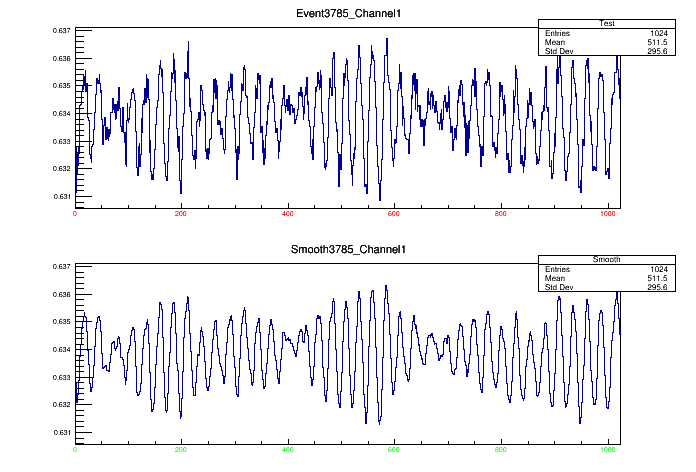 Event3785_Channel1
Test
Entries 1024
Mean 511.5
Std Dev 295.6
0.637
0.636
0.635
0.634
0.633
0.632
0.631
0 200 400 600 800 1000
Smooth3785_Channel1
Smooth
Entries 1024
Mean 511.5
Std Dev 295.6
0.637
0.636
0.635
0.634
0.633
0.632
0.631
0 200 400 600 800 1000